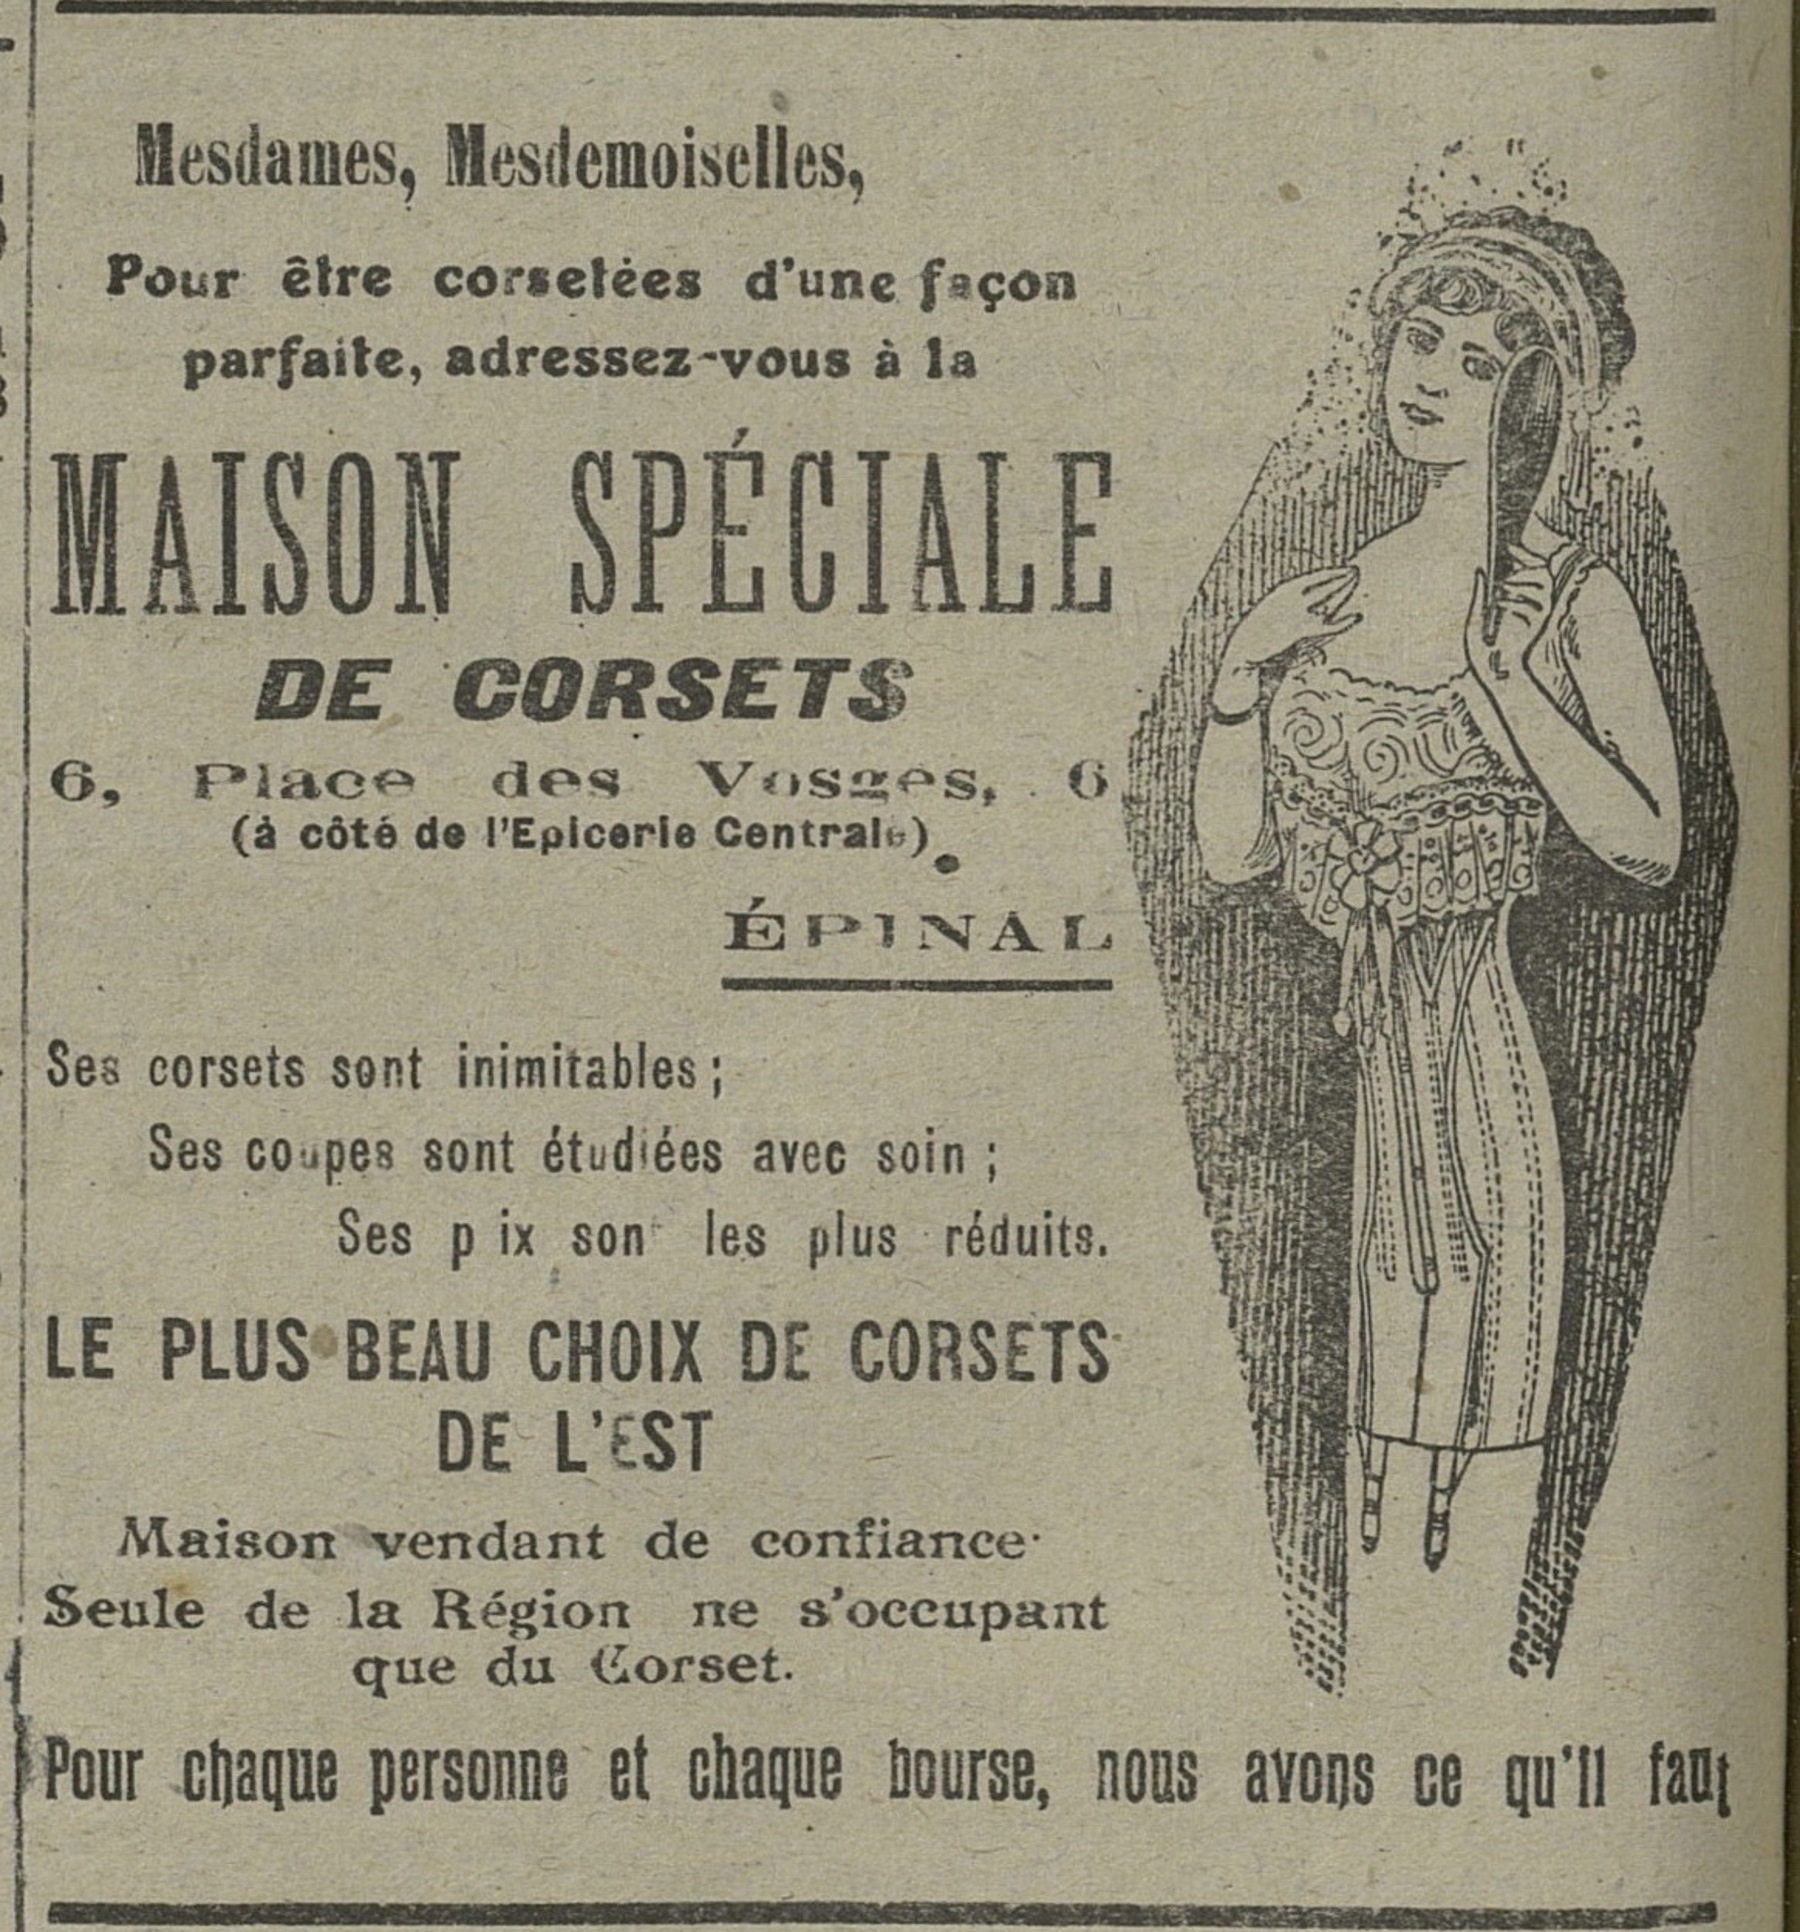 Mesdames, Mesdemoiselles,
Pour être corsetées d'une façon
parfaite, adressez-vous à la
MAISON SPÉCIALE
DE CORSETS
6, Place des Vosges, 6
(à côté de l'Epicerie Centrale)
ÉPINAL
Ses corsets sont inimitables ;
Ses coupes sont étudiées avec soin ;
Ses p ix son les plus réduits.
LE PLUS BEAU CHOIX DE CORSETS
DE L'EST
Maison vendant de confiance
Seule de la Région ne s'occupant
que du Corset.
Pour chaque personne et chaque bourse, nous avons ce qu'il faut